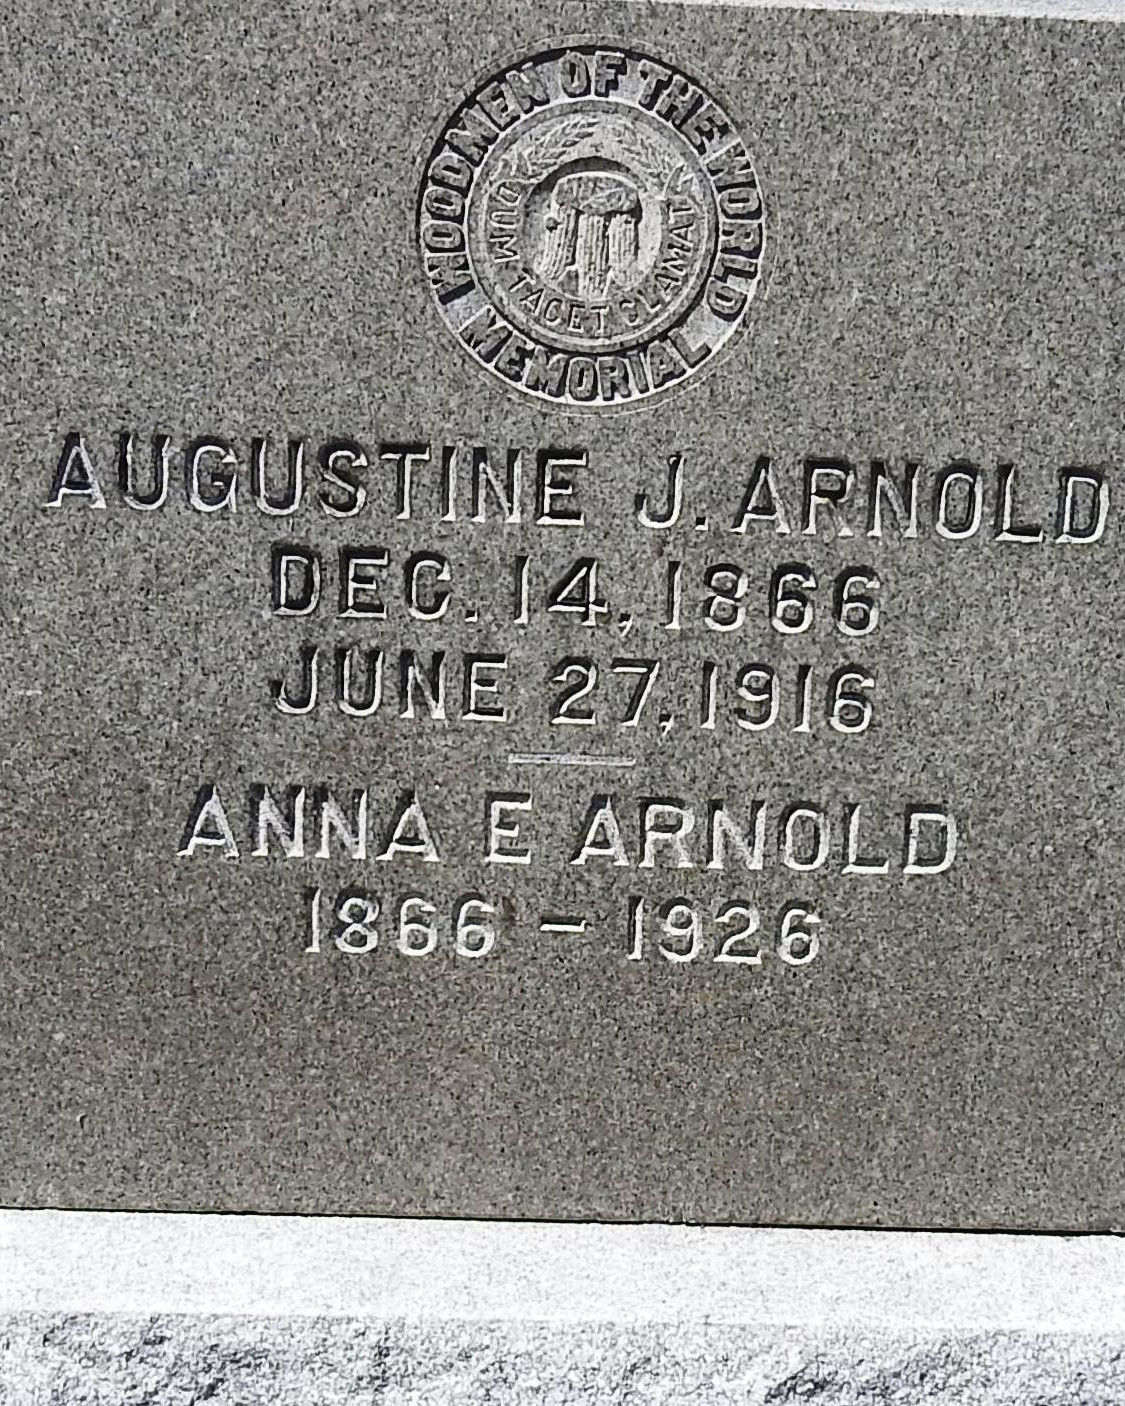 WOODMEN OF THE WORLD
MEMORIAL
DUM TACET CLAMAT
AUGUSTINE J. ARNOLD
DEC. 14, 1866
JUNE 27, 1916
ANNA E ARNOLD
1866 – 1926